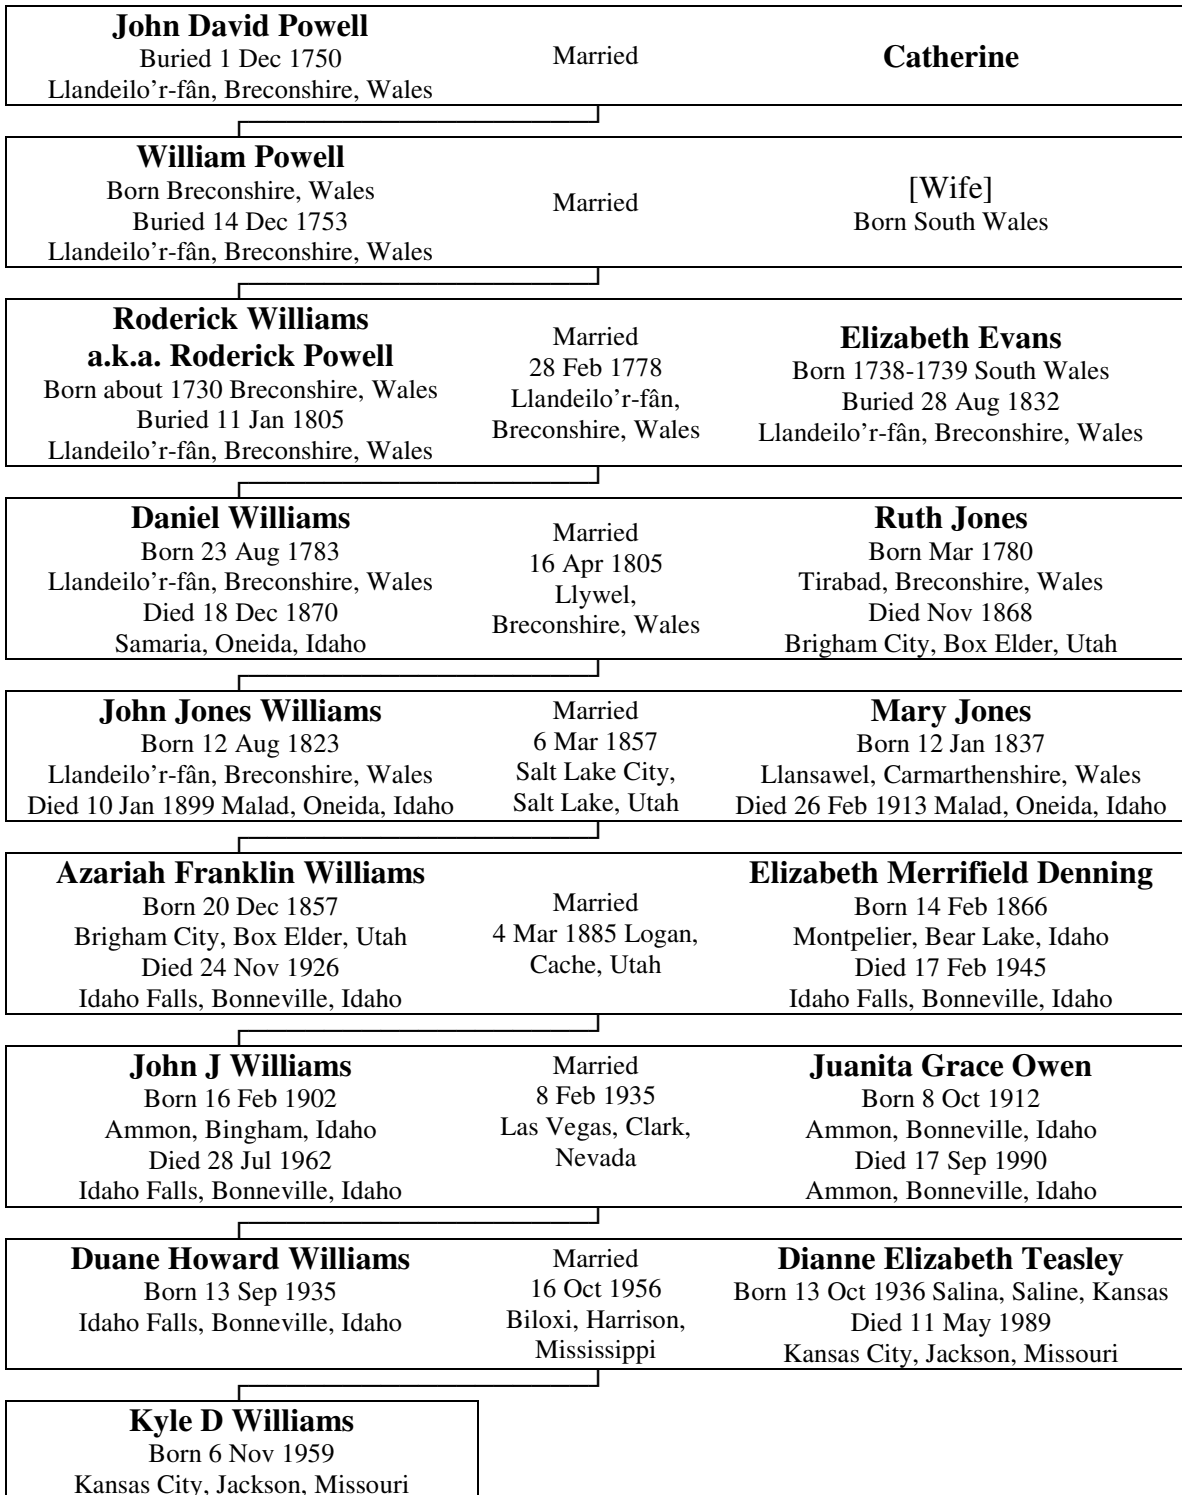 John David Powell
Buried 1 Dec 1750
Llandeilo’r-fân, Breconshire, Wales
Married
Catherine
William Powell
Born Breconshire, Wales
Buried 14 Dec 1753
Llandeilo’r-fân, Breconshire, Wales
Married
[Wife]
Born South Wales
Roderick Williams
a.k.a. Roderick Powell
Born about 1730 Breconshire, Wales
Buried 11 Jan 1805
Llandeilo’r-fân, Breconshire, Wales
Married
28 Feb 1778
Llandeilo’r-fân,
Breconshire, Wales
Elizabeth Evans
Born 1738-1739 South Wales
Buried 28 Aug 1832
Llandeilo’r-fân, Breconshire, Wales
Daniel Williams
Born 23 Aug 1783
Llandeilo’r-fân, Breconshire, Wales
Died 18 Dec 1870
Samaria, Oneida, Idaho
Married
16 Apr 1805
Llywel,
Breconshire, Wales
Ruth Jones
Born Mar 1780
Tirabad, Breconshire, Wales
Died Nov 1868
Brigham City, Box Elder, Utah
John Jones Williams
Born 12 Aug 1823
Llandeilo’r-fân, Breconshire, Wales
Died 10 Jan 1899 Malad, Oneida, Idaho
Married
6 Mar 1857
Salt Lake City,
Salt Lake, Utah
Mary Jones
Born 12 Jan 1837
Llansawel, Carmarthenshire, Wales
Died 26 Feb 1913 Malad, Oneida, Idaho
Azariah Franklin Williams
Born 20 Dec 1857
Brigham City, Box Elder, Utah
Died 24 Nov 1926
Idaho Falls, Bonneville, Idaho
Married
4 Mar 1885 Logan,
Cache, Utah
Elizabeth Merrifield Denning
Born 14 Feb 1866
Montpelier, Bear Lake, Idaho
Died 17 Feb 1945
Idaho Falls, Bonneville, Idaho
John J Williams
Born 16 Feb 1902
Ammon, Bingham, Idaho
Died 28 Jul 1962
Idaho Falls, Bonneville, Idaho
Married
8 Feb 1935
Las Vegas, Clark,
Nevada
Juanita Grace Owen
Born 8 Oct 1912
Ammon, Bonneville, Idaho
Died 17 Sep 1990
Ammon, Bonneville, Idaho
Duane Howard Williams
Born 13 Sep 1935
Idaho Falls, Bonneville, Idaho
Married
16 Oct 1956
Biloxi, Harrison,
Mississippi
Dianne Elizabeth Teasley
Born 13 Oct 1936 Salina, Saline, Kansas
Died 11 May 1989
Kansas City, Jackson, Missouri
Kyle D Williams
Born 6 Nov 1959
Kansas City, Jackson, Missouri